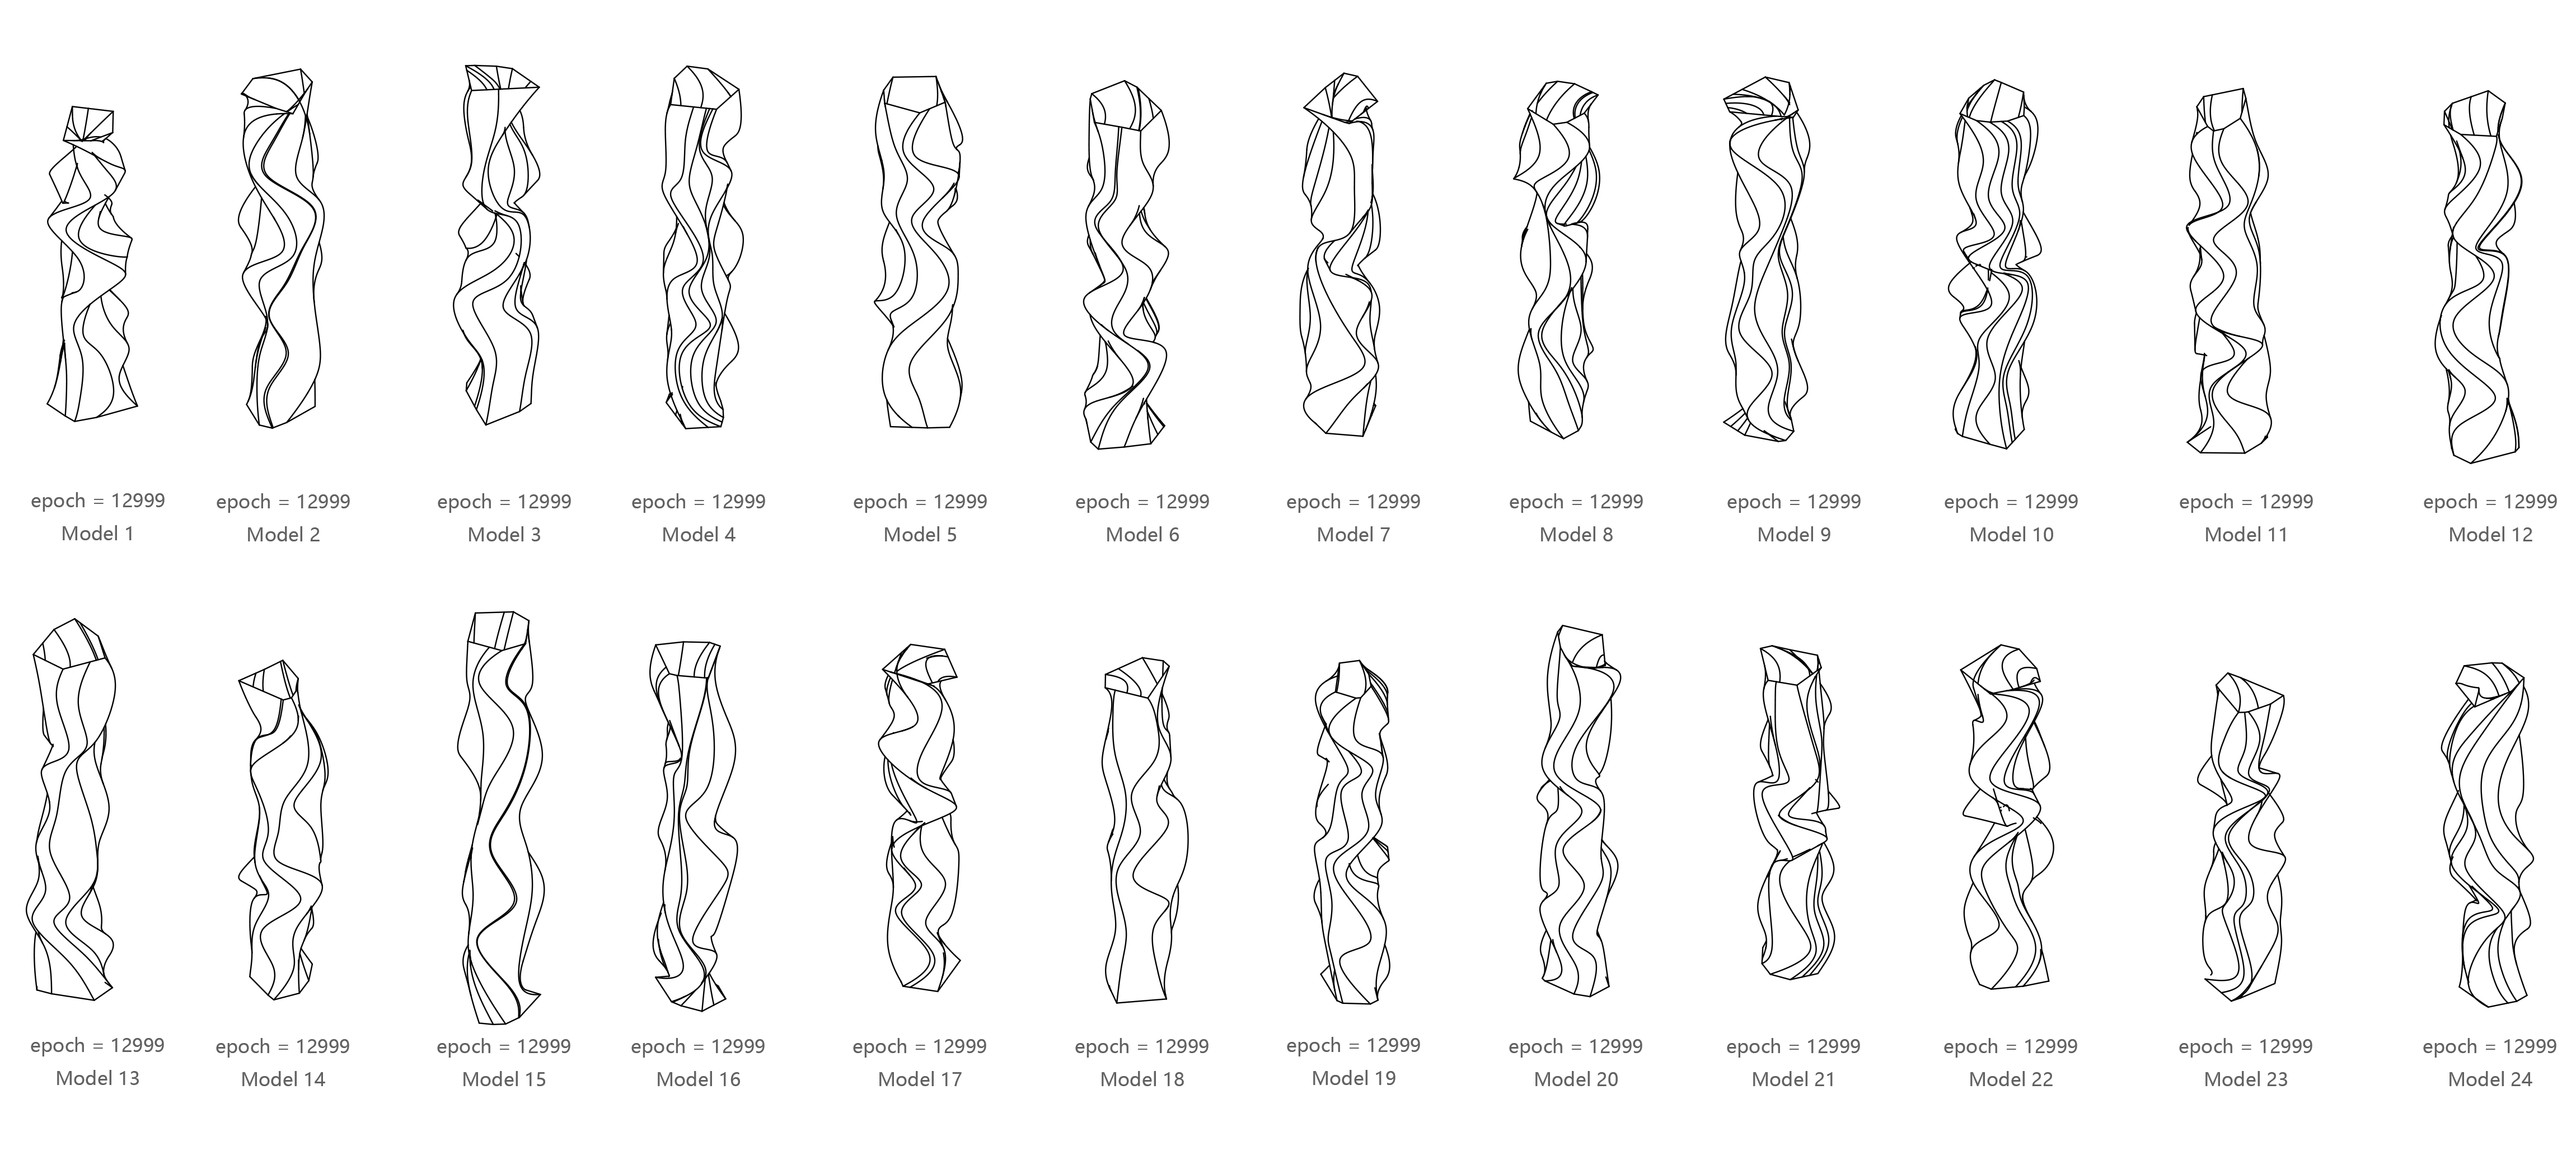 epoch = 12999
Model 1
epoch = 12999
Model 2
epoch = 12999
Model 3
epoch = 12999
Model 4
epoch = 12999
Model 5
epoch = 12999
Model 6
epoch = 12999
Model 7
epoch = 12999
Model 8
epoch = 12999
Model 9
epoch = 12999
Model 10
epoch = 12999
Model 11
epoch = 12999
Model 12
epoch = 12999
Model 13
epoch = 12999
Model 14
epoch = 12999
Model 15
epoch = 12999
Model 16
epoch = 12999
Model 17
epoch = 12999
Model 18
epoch = 12999
Model 19
epoch = 12999
Model 20
epoch = 12999
Model 21
epoch = 12999
Model 22
epoch = 12999
Model 23
epoch = 12999
Model 24